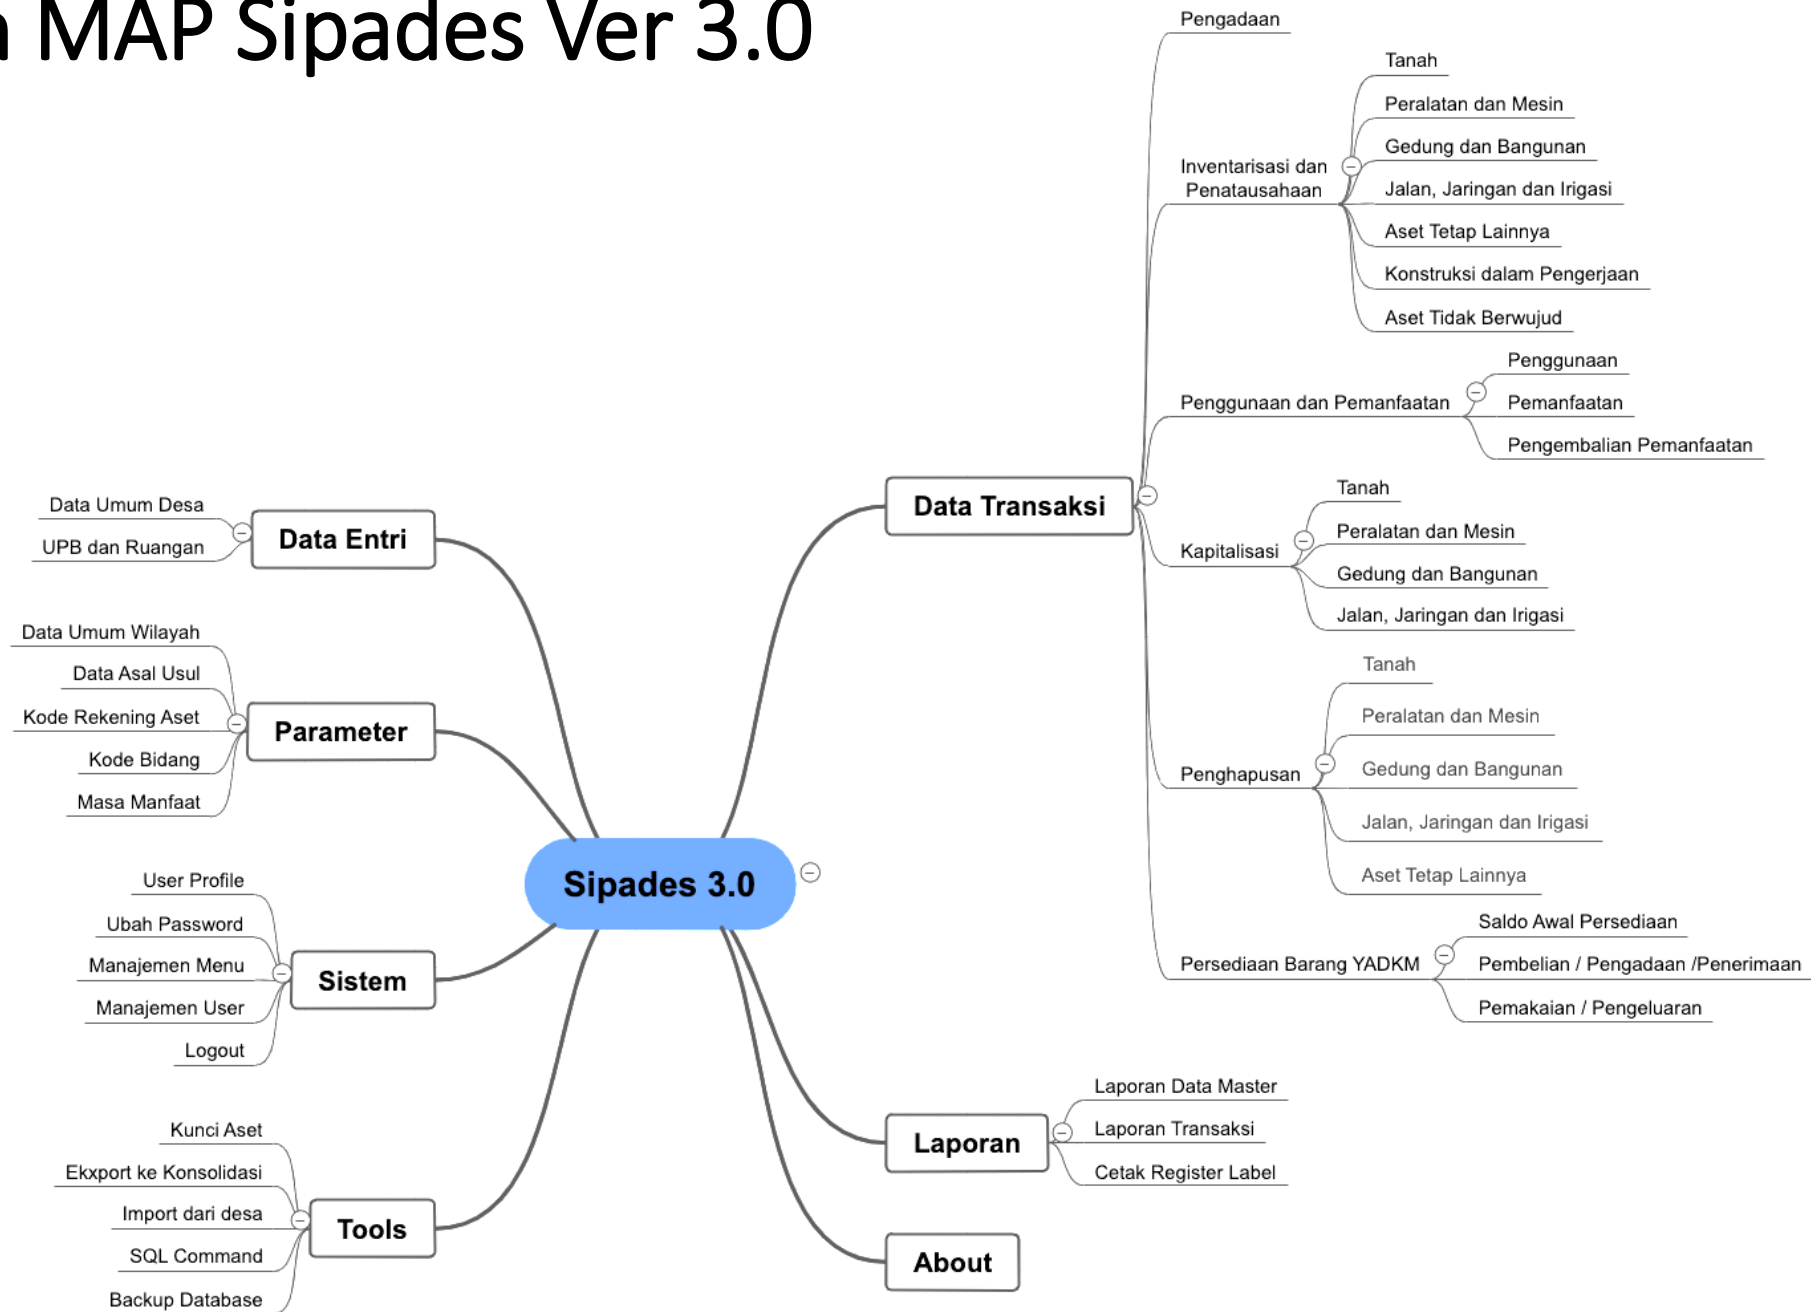 MAP Sipades Ver 3.0
Sipades 3.0
Data Entri
Data Umum Desa
UPB dan Ruangan
Parameter
Data Umum Wilayah
Data Asal Usul
Kode Rekening Aset
Kode Bidang
Masa Manfaat
Sistem
User Profile
Ubah Password
Manajemen Menu
Manajemen User
Logout
Tools
Kunci Aset
Ekxport ke Konsolidasi
Import dari desa
SQL Command
Backup Database
Data Transaksi
Pengadaan
Inventarisasi dan
Penatausahaan
Tanah
Peralatan dan Mesin
Gedung dan Bangunan
Jalan, Jaringan dan Irigasi
Aset Tetap Lainnya
Konstruksi dalam Pengerjaan
Aset Tidak Berwujud
Penggunaan dan Pemanfaatan
Penggunaan
Pemanfaatan
Pengembalian Pemanfaatan
Kapitalisasi
Tanah
Peralatan dan Mesin
Gedung dan Bangunan
Jalan, Jaringan dan Irigasi
Penghapusan
Tanah
Peralatan dan Mesin
Gedung dan Bangunan
Jalan, Jaringan dan Irigasi
Aset Tetap Lainnya
Persediaan Barang YADKM
Saldo Awal Persediaan
Pembelian / Pengadaan /Penerimaan
Pemakaian / Pengeluaran
Laporan
Laporan Data Master
Laporan Transaksi
Cetak Register Label
About